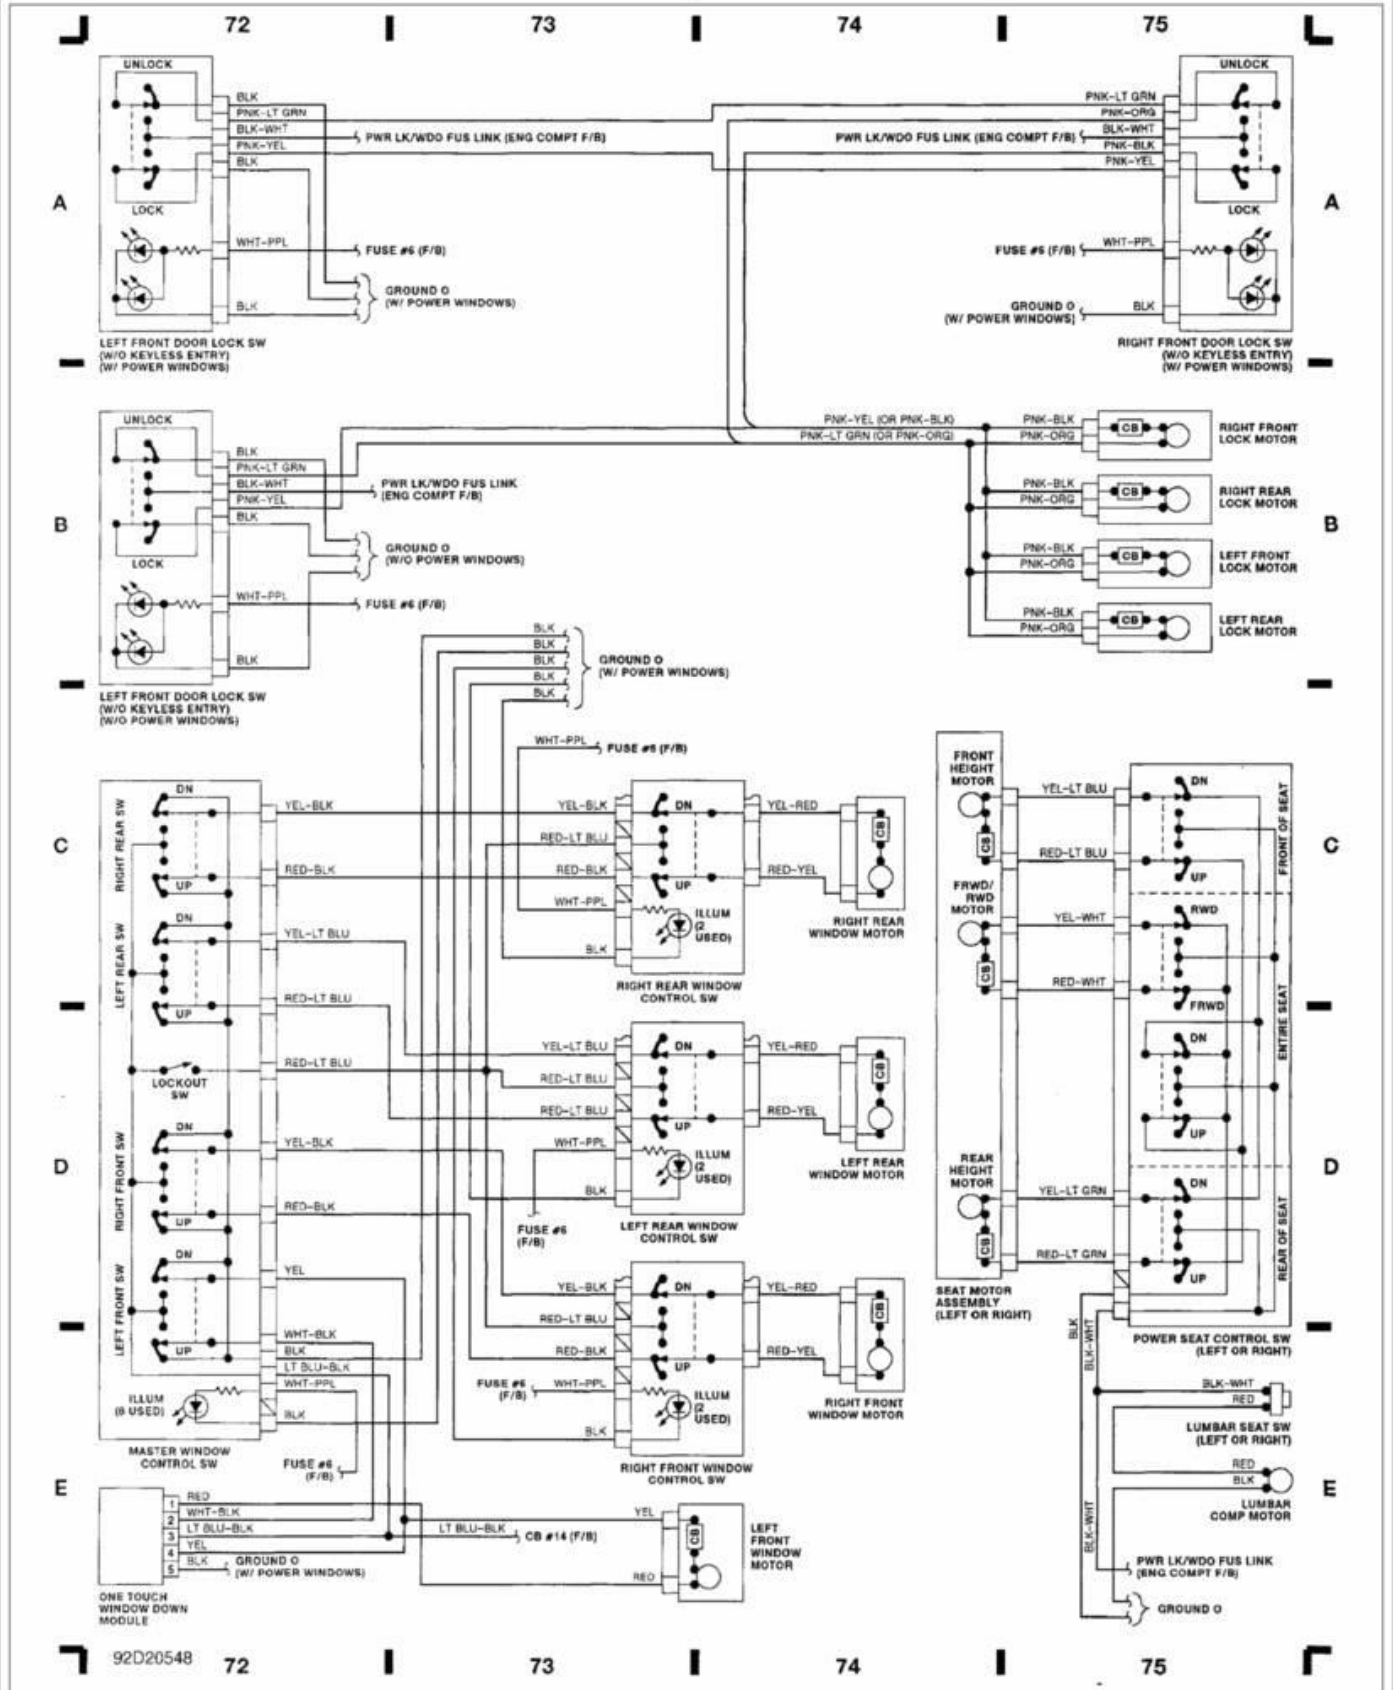 72 73 74 75
UNLOCK
BLK
PNK-LT GRN
BLK-WHT
PNK-YEL
BLK
PWR LK/WDO FUS LINK (ENG COMPT F/B)
A
LOCK
WHT-PPL
FUSE #6 (F/B)
GROUND O
(W/ POWER WINDOWS)
BLK
LEFT FRONT DOOR LOCK SW
(W/O KEYLESS ENTRY)
(W/ POWER WINDOWS)
UNLOCK
PNK-LT GRN
PNK-ORG
PWR LK/WDO FUS LINK (ENG COMPT F/B)
BLK-WHT
PNK-BLK
PNK-YEL
LOCK
A
FUSE #6 (F/B)
WHT-PPL
GROUND O
(W/ POWER WINDOWS)
BLK
RIGHT FRONT DOOR LOCK SW
(W/O KEYLESS ENTRY)
(W/ POWER WINDOWS)
UNLOCK
BLK
PNK-LT GRN
BLK-WHT
PNK-YEL
BLK
PWR LK/WDO FUS LINK
(ENG COMPT F/B)
B
GROUND O
(W/O POWER WINDOWS)
LOCK
WHT-PPL
FUSE #6 (F/B)
BLK
LEFT FRONT DOOR LOCK SW
(W/O KEYLESS ENTRY)
(W/O POWER WINDOWS)
PNK-YEL (OR PNK-BLK)
PNK-LT GRN (OR PNK-ORG)
PNK-BLK
PNK-ORG
CB
RIGHT FRONT
LOCK MOTOR
PNK-BLK
PNK-ORG
CB
RIGHT REAR
LOCK MOTOR
B
PNK-BLK
PNK-ORG
CB
LEFT FRONT
LOCK MOTOR
PNK-BLK
PNK-ORG
CB
LEFT REAR
LOCK MOTOR
BLK
BLK
BLK
BLK
BLK
GROUND O
(W/ POWER WINDOWS)
WHT-PPL
FUSE #6 (F/B)
C
RIGHT REAR SW
DN
UP
YEL-BLK
RED-BLK
LEFT REAR SW
DN
UP
YEL-LT BLU
RED-LT BLU
LOCKOUT
SW
RED-LT BLU
D
RIGHT FRONT SW
DN
UP
YEL-BLK
RED-BLK
LEFT FRONT SW
DN
UP
YEL
WHT-BLK
BLK
LT BLU-BLK
WHT-PPL
BLK
ILLUM
(8 USED)
MASTER WINDOW
CONTROL SW
FUSE #6
(F/B)
YEL-BLK
RED-LT BLU
RED-BLK
WHT-PPL
BLK
DN
UP
ILLUM
(2
USED)
RIGHT REAR WINDOW
CONTROL SW
YEL-RED
RED-YEL
CB
RIGHT REAR
WINDOW MOTOR
YEL-LT BLU
RED-LT BLU
RED-LT BLU
WHT-PPL
BLK
DN
UP
ILLUM
(2
USED)
FUSE #6
(F/B)
LEFT REAR WINDOW
CONTROL SW
YEL-RED
RED-YEL
CB
LEFT REAR
WINDOW MOTOR
YEL-BLK
RED-LT BLU
RED-BLK
FUSE #6
(F/B)
WHT-PPL
BLK
DN
UP
ILLUM
(2
USED)
RIGHT FRONT WINDOW
CONTROL SW
YEL-RED
RED-YEL
CB
RIGHT FRONT
WINDOW MOTOR
FRONT
HEIGHT
MOTOR
CB
YEL-LT BLU
RED-LT BLU
DN
UP
FRONT OF SEAT
C
FRWD/
RWD
MOTOR
CB
YEL-WHT
RED-WHT
RWD
FRWD
ENTIRE SEAT
DN
UP
D
REAR
HEIGHT
MOTOR
CB
YEL-LT GRN
RED-LT GRN
DN
UP
REAR OF SEAT
SEAT MOTOR
ASSEMBLY
(LEFT OR RIGHT)
POWER SEAT CONTROL SW
(LEFT OR RIGHT)
BLK
BLK-WHT
BLK-WHT
RED
LUMBAR SEAT SW
(LEFT OR RIGHT)
RED
BLK
LUMBAR
COMP MOTOR
E
BLK-WHT
PWR LK/WDO FUS LINK
(ENG COMPT F/B)
GROUND O
E
1 RED
2 WHT-BLK
3 LT BLU-BLK
4 YEL
5 BLK
GROUND O
(W/ POWER WINDOWS)
ONE TOUCH
WINDOW DOWN
MODULE
LT BLU-BLK
CB #14 (F/B)
YEL
RED
CB
LEFT
FRONT
WINDOW
MOTOR
92D20548
72 73 74 75